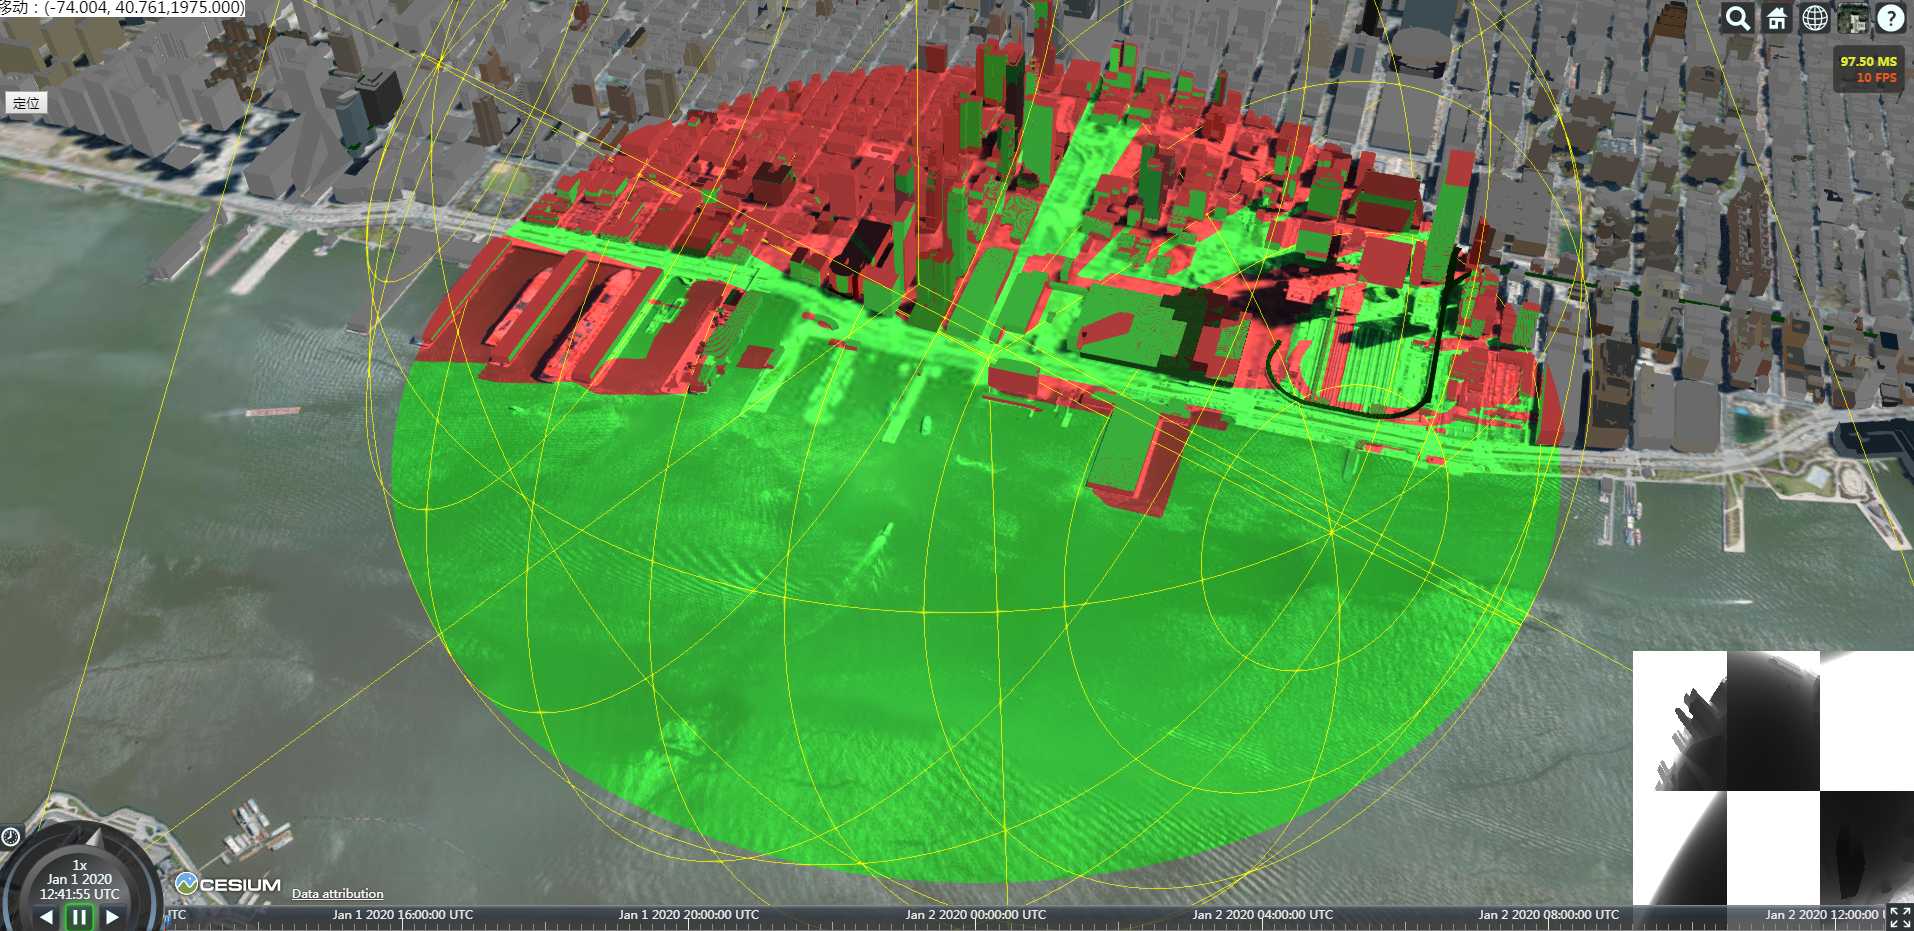 移动：(-74.004, 40.761,1975.000)
97.50 MS
10 FPS
定位
1x
Jan 1 2020
12:41:55 UTC
CESIUM
Data attribution
UTC
Jan 1 2020 16:00:00 UTC
Jan 1 2020 20:00:00 UTC
Jan 2 2020 00:00:00 UTC
Jan 2 2020 04:00:00 UTC
Jan 2 2020 08:00:00 UTC
Jan 2 2020 12:00:00 U